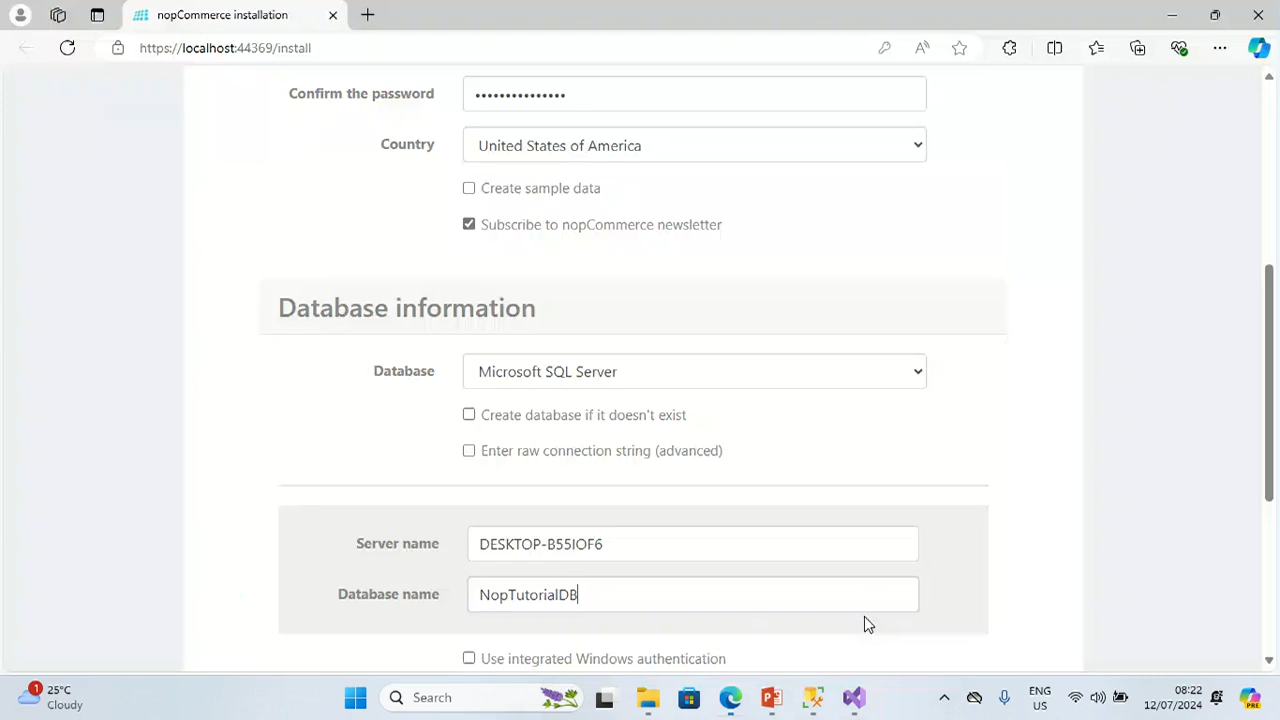 nopCommerce installation
https://localhost:44369/install
Confirm the password
•••••••••••••••
Country
United States of America
Create sample data
Subscribe to nopCommerce newsletter
Database information
Database
Microsoft SQL Server
Create database if it doesn't exist
Enter raw connection string (advanced)
Server name
DESKTOP-B55IOF6
Database name
NopTutorialDB
Use integrated Windows authentication
1
25°C
Cloudy
Search
ENG
US
08:22
12/07/2024
PRE